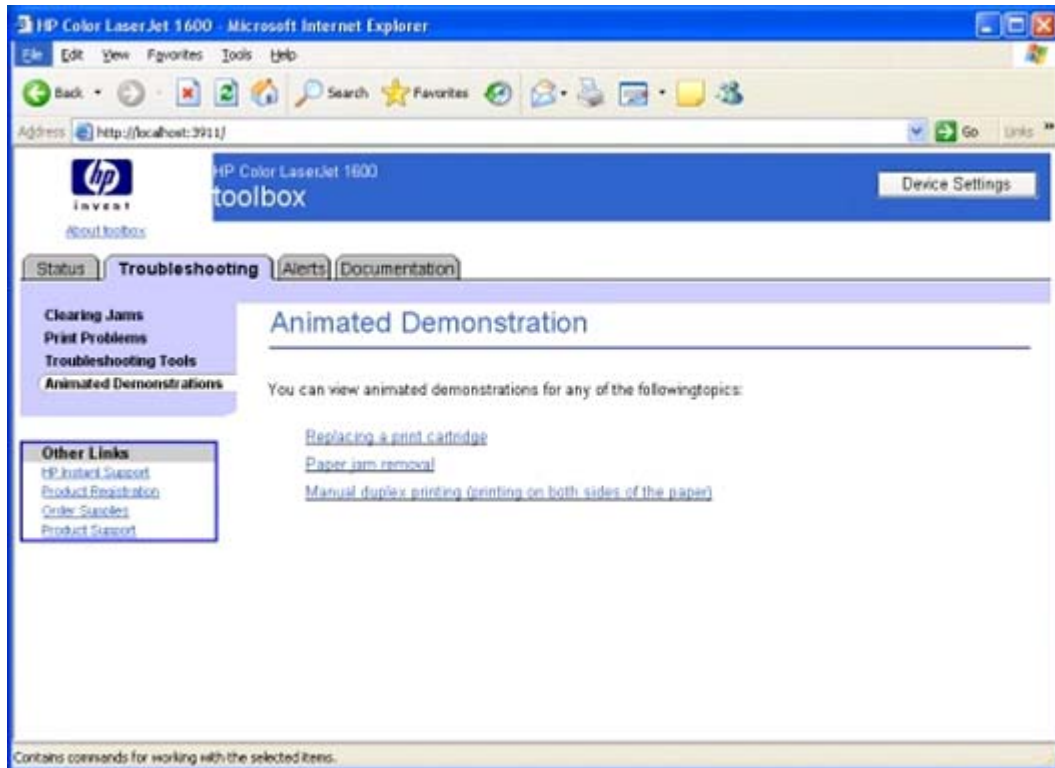 HP Color LaserJet 1600 - Microsoft Internet Explorer
File Edit View Favorites Tools Help
Back Search Favorites
Address http://localhost:3911/ Go Links »
hp
invent
About toolbox
HP Color LaserJet 1600
toolbox
Device Settings
Status Troubleshooting Alerts Documentation
Clearing Jams
Print Problems
Troubleshooting Tools
Animated Demonstrations
Other Links
HP Instant Support
Product Registration
Order Supplies
Product Support
Animated Demonstration
You can view animated demonstrations for any of the followingtopics:
Replacing a print cartridge
Paper jam removal
Manual duplex printing (printing on both sides of the paper)
Contains commands for working with the selected items.